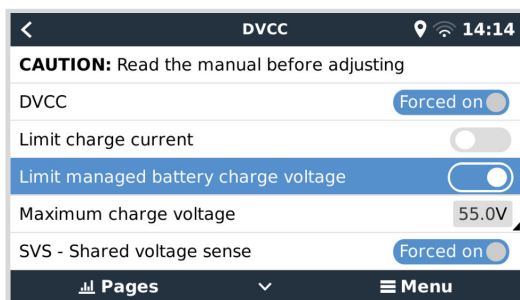 DVCC 14:14
CAUTION: Read the manual before adjusting
DVCC Forced on
Limit charge current
Limit managed battery charge voltage
Maximum charge voltage 55.0V
SVS - Shared voltage sense Forced on
Pages Menu